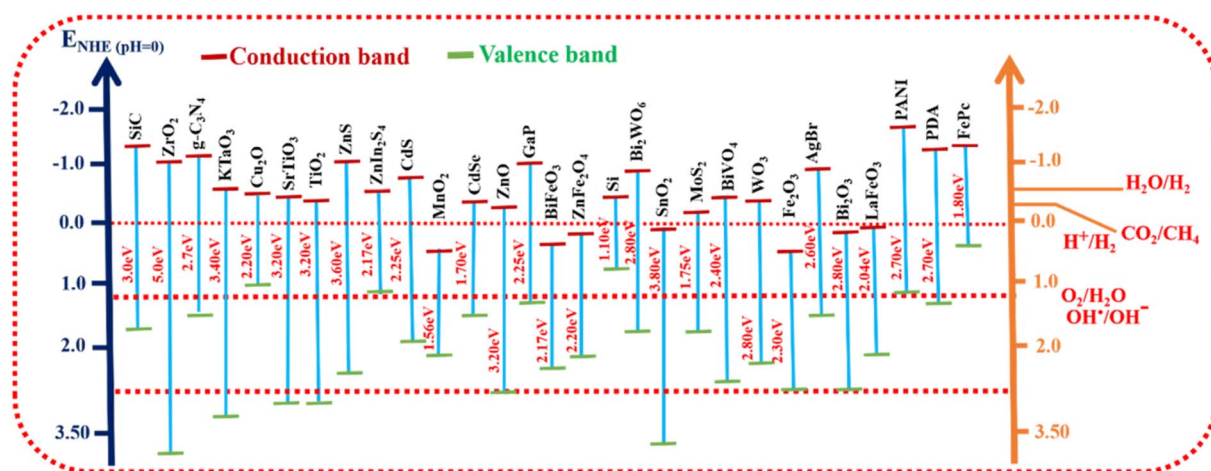 E_NHE (pH=0)
Conduction band
Valence band
-2.0
-1.0
0.0
1.0
2.0
3.50
SiC
ZrO₂
g-C₃N₄
KTaO₃
Cu₂O
SrTiO₃
TiO₂
ZnS
ZnIn₂S₄
CdS
MnO₂
CdSe
ZnO
GaP
BiFeO₃
ZnFe₂O₄
Si
Bi₂WO₆
SnO₂
MoS₂
BiVO₄
WO₃
Fe₂O₃
AgBr
Bi₂O₃
LaFeO₃
PANI
PDA
FePc
3.0eV
5.0eV
2.7eV
3.40eV
2.20eV
3.20eV
3.20eV
3.60eV
2.17eV
2.25eV
1.56eV
1.70eV
3.20eV
2.25eV
2.17eV
2.20eV
1.10eV
2.80eV
3.80eV
1.75eV
2.40eV
2.80eV
2.30eV
2.60eV
2.80eV
2.04eV
2.70eV
2.70eV
1.80eV
-2.0
-1.0
0.0
1.0
2.0
3.50
H₂O/H₂
H⁺/H₂
CO₂/CH₄
O₂/H₂O
OH•/OH⁻